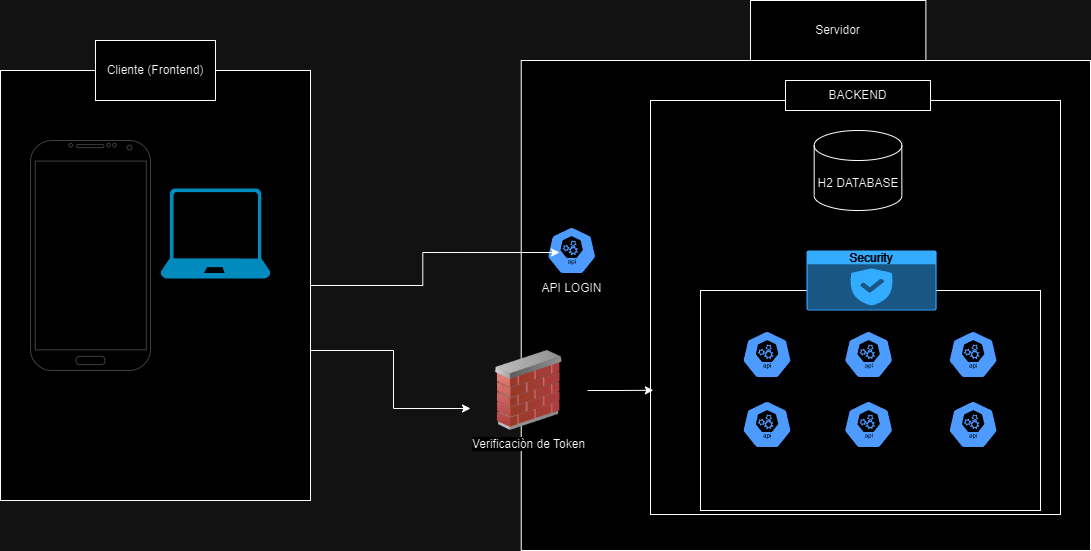 Servidor
Cliente (Frontend)
BACKEND
H2 DATABASE
api
API LOGIN
Security
api
api
api
api
api
api
Verificación de Token